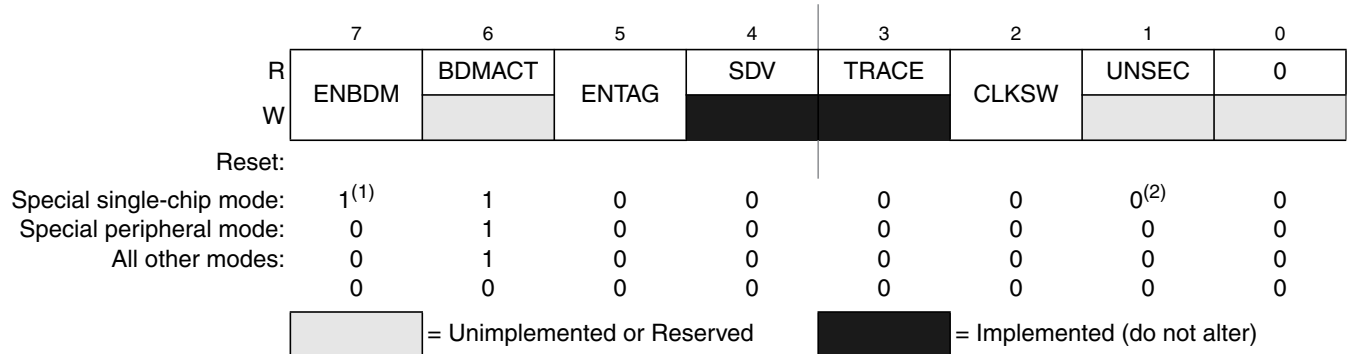 7 6 5 4 3 2 1 0
R ENBDM BDMACT ENTAG SDV TRACE CLKSW UNSEC 0
W
Reset:
Special single-chip mode: 1(1) 1 0 0 0 0 0(2) 0
Special peripheral mode: 0 1 0 0 0 0 0 0
All other modes: 0 1 0 0 0 0 0 0
0 0 0 0 0 0 0 0
= Unimplemented or Reserved = Implemented (do not alter)